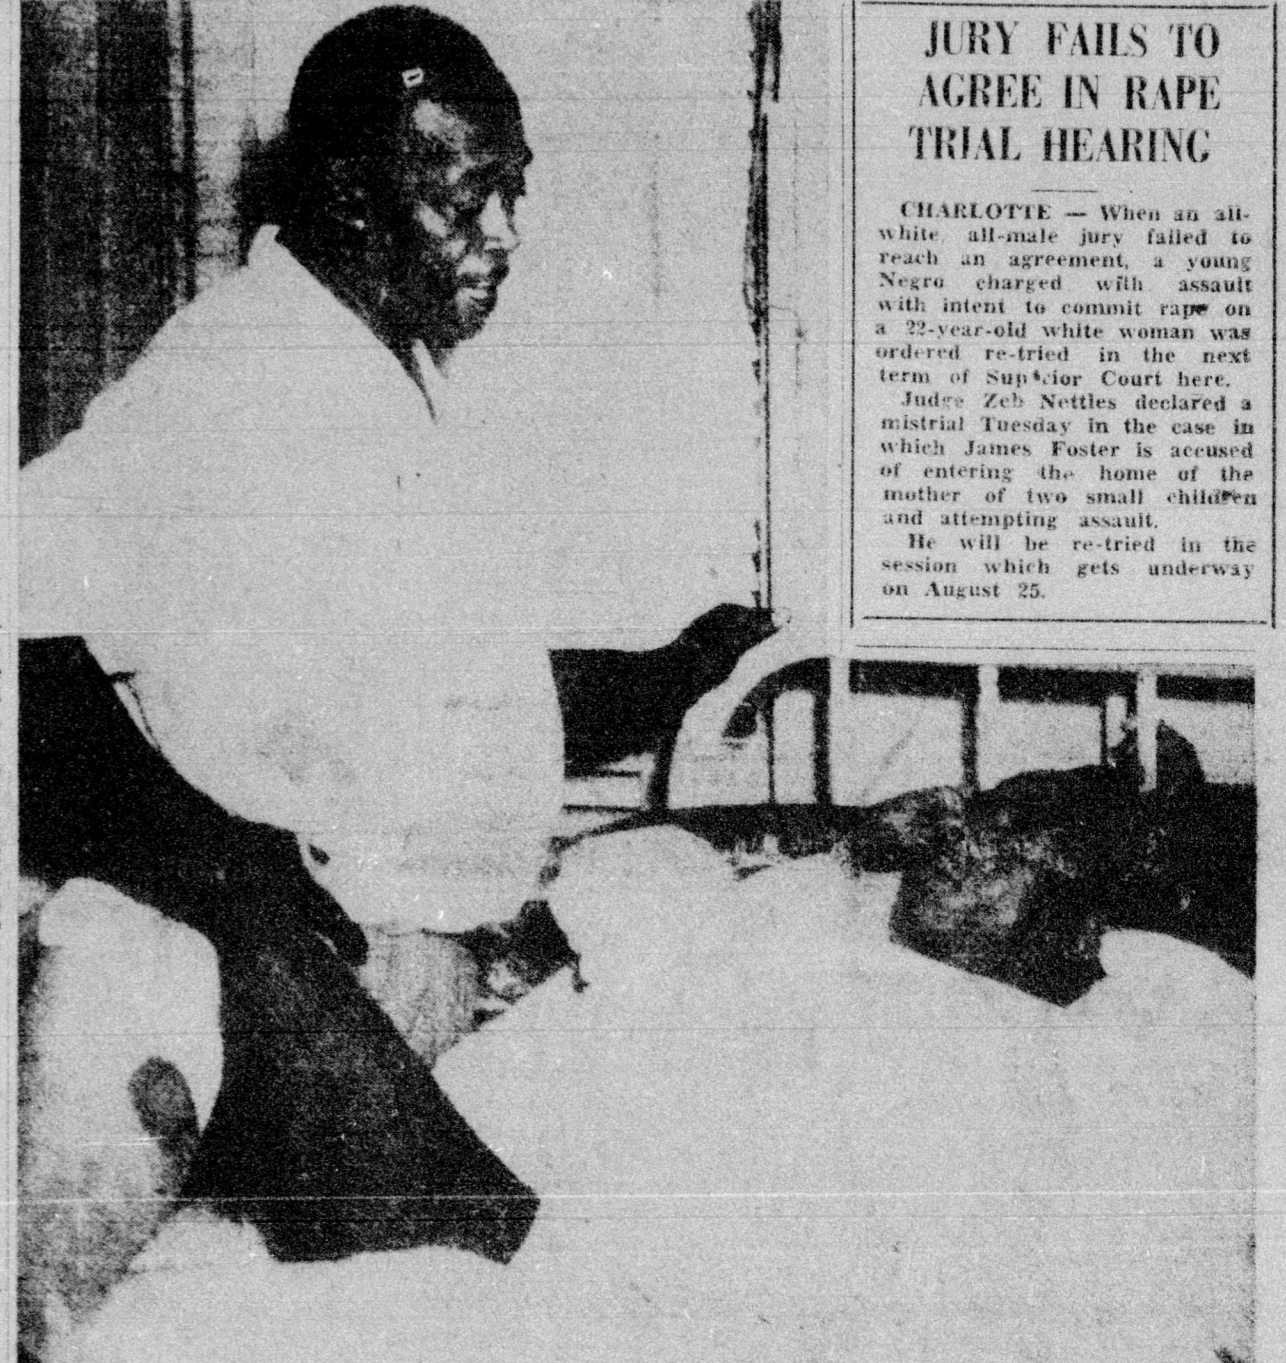 JURY FAILS TO
AGREE IN RAPE
TRIAL HEARING
CHARLOTTE — When an all-
white, all-male jury failed to
reach an agreement, a young
Negro charged with assault
with intent to commit rape on
a 22-year-old white woman was
ordered re-tried in the next
term of Superior Court here.
Judge Zeb Nettles declared a
mistrial Tuesday in the case in
which James Foster is accused
of entering the home of the
mother of two small children
and attempting assault.
He will be re-tried in the
session which gets underway
on August 25.